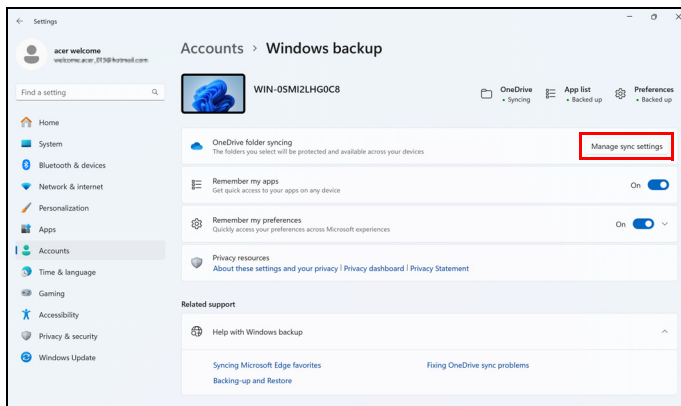 Settings
acer welcome
Find a setting
Home
System
Bluetooth & devices
Network & internet
Personalization
Apps
Accounts
Time & language
Gaming
Accessibility
Privacy & security
Windows Update
Accounts > Windows backup
WIN-0SMI2LHG0C8
OneDrive
• Syncing
App list
• Backed up
Preferences
• Backed up
OneDrive folder syncing
The folders you select will be protected and available across your devices
Manage sync settings
Remember my apps
Get quick access to your apps on any device
On
Remember my preferences
Quickly access your preferences across Microsoft experiences
On
Privacy resources
About these settings and your privacy | Privacy dashboard | Privacy Statement
Related support
Help with Windows backup
Syncing Microsoft Edge favorites
Fixing OneDrive sync problems
Backing-up and Restore